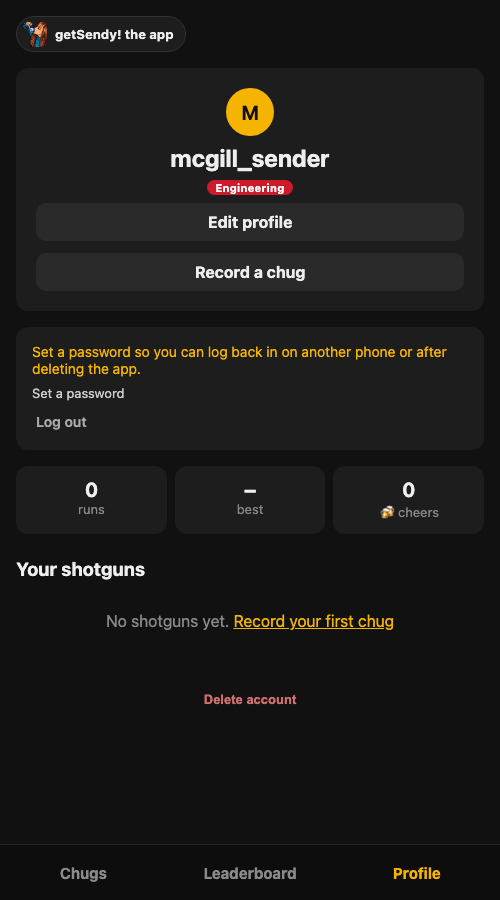 getSendy! the app
M
mcgill_sender
Engineering
Edit profile
Record a chug
Set a password so you can log back in on another phone or after
deleting the app.
Set a password
Log out
0
runs
–
best
0
🍻 cheers
Your shotguns
No shotguns yet. Record your first chug
Delete account
Chugs
Leaderboard
Profile